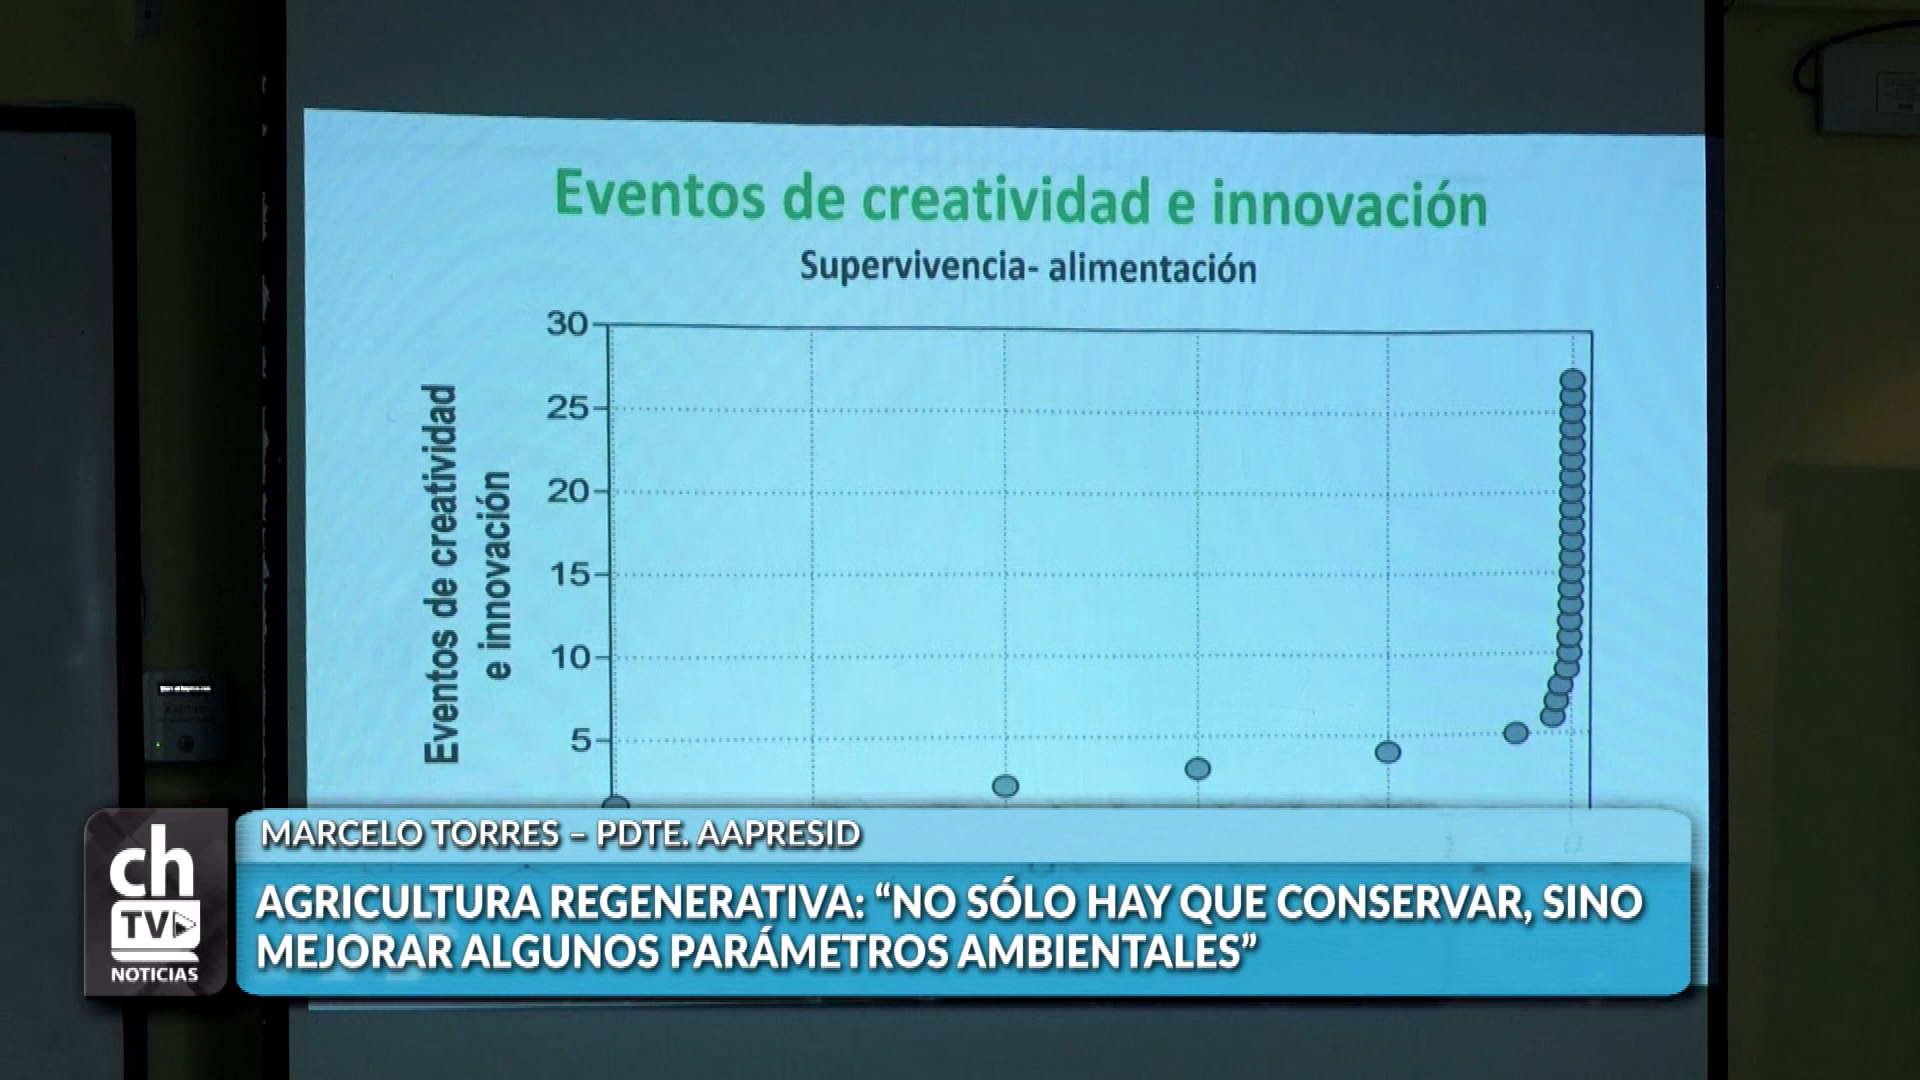 Eventos de creatividad e innovación
Supervivencia- alimentación
30
25
20
15
10
5
Eventos de creatividad
e innovación
MARCELO TORRES – PDTE. AAPRESID
ch
TV
NOTICIAS
AGRICULTURA REGENERATIVA: “NO SÓLO HAY QUE CONSERVAR, SINO
MEJORAR ALGUNOS PARÁMETROS AMBIENTALES”